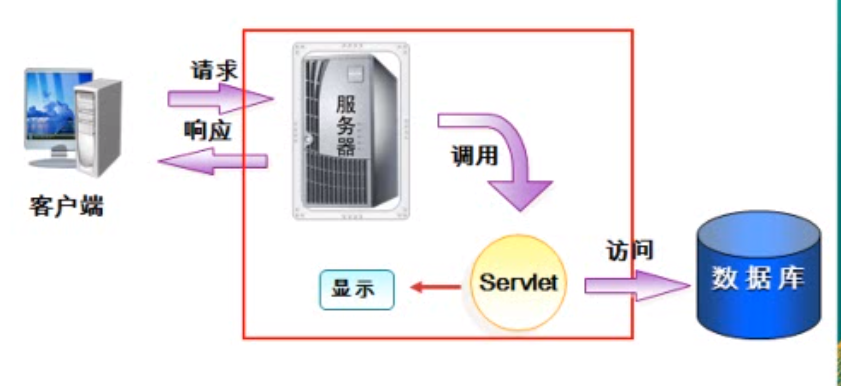 请求
响应
客户端
服务器
调用
Servlet
显示
访问
数据库